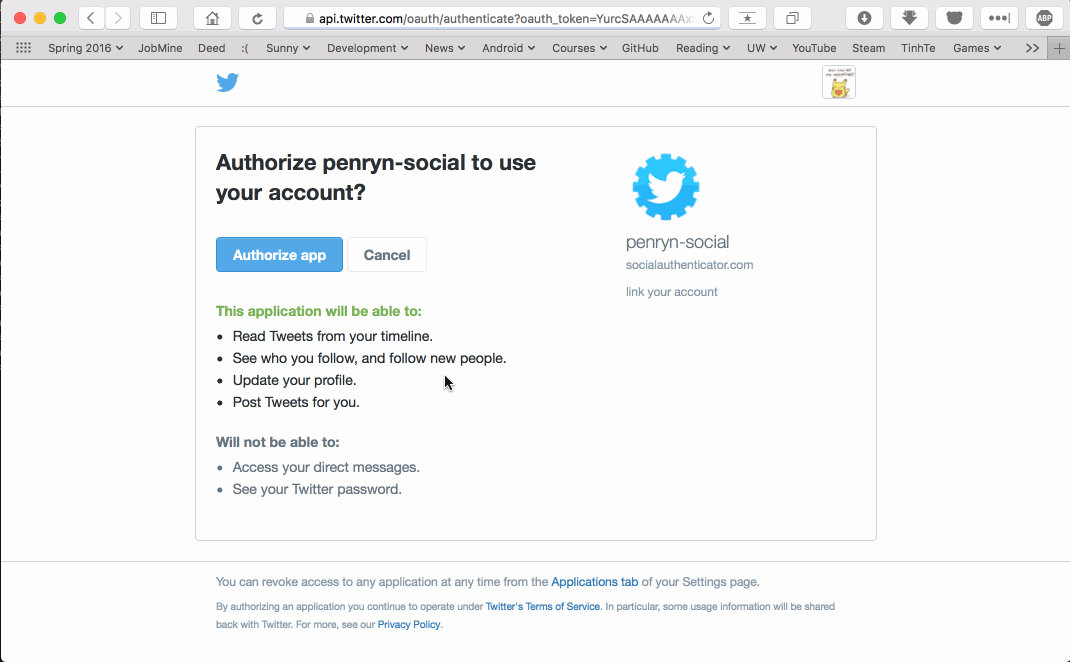 api.twitter.com/oauth/authenticate?oauth_token=YurcSAAAAAAAx
ABP
Spring 2016 JobMine Deed :( Sunny Development News Android Courses GitHub Reading UW YouTube Steam TinhTe Games >> +
Authorize penryn-social to use
your account?
Authorize app Cancel
penryn-social
socialauthenticator.com
link your account
This application will be able to:
• Read Tweets from your timeline.
• See who you follow, and follow new people.
• Update your profile.
• Post Tweets for you.
Will not be able to:
• Access your direct messages.
• See your Twitter password.
You can revoke access to any application at any time from the Applications tab of your Settings page.
By authorizing an application you continue to operate under Twitter's Terms of Service. In particular, some usage information will be shared
back with Twitter. For more, see our Privacy Policy.